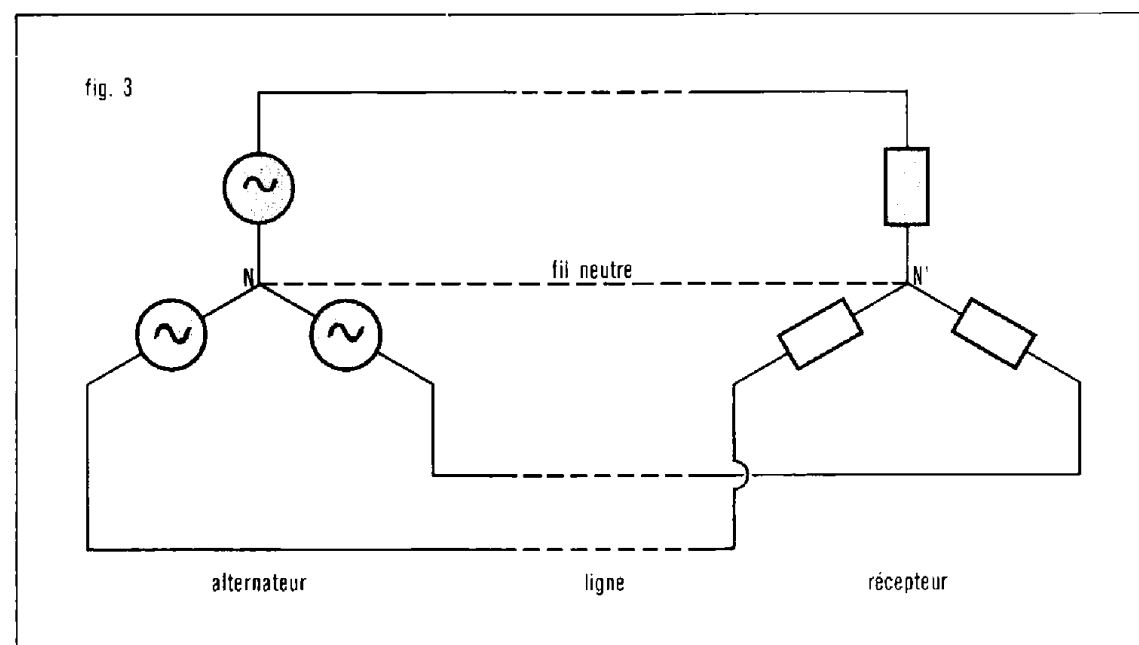 fig. 3
fil neutre
N
N'
alternateur
ligne
récepteur